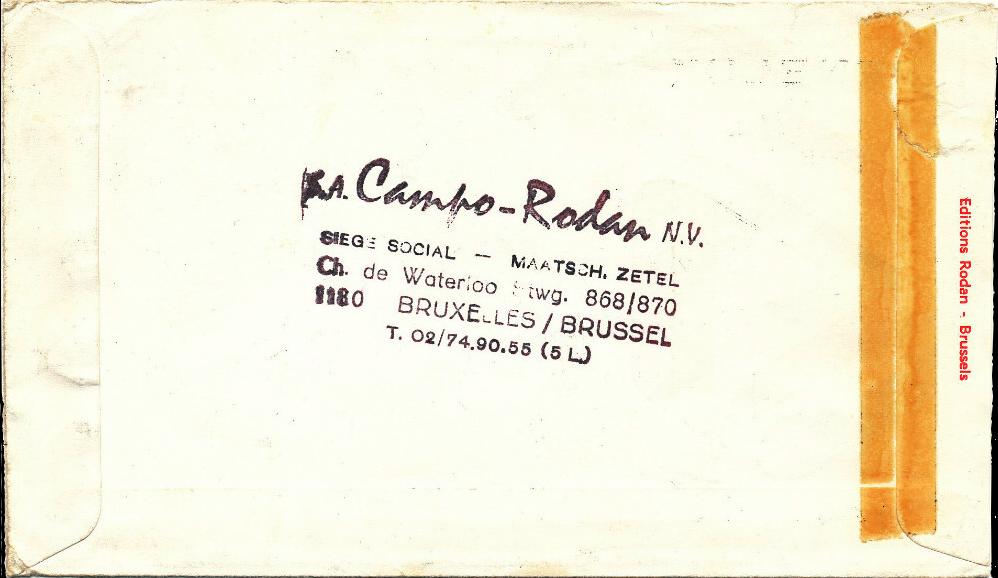 S.A. Campo-Rodan N.V.
SIEGE SOCIAL — MAATSCH. ZETEL
Ch. de Waterloo Stwg. 868/870
1180 BRUXELLES / BRUSSEL
T. 02/74.90.55 (5 L.)
Editions Rodan - Brussels